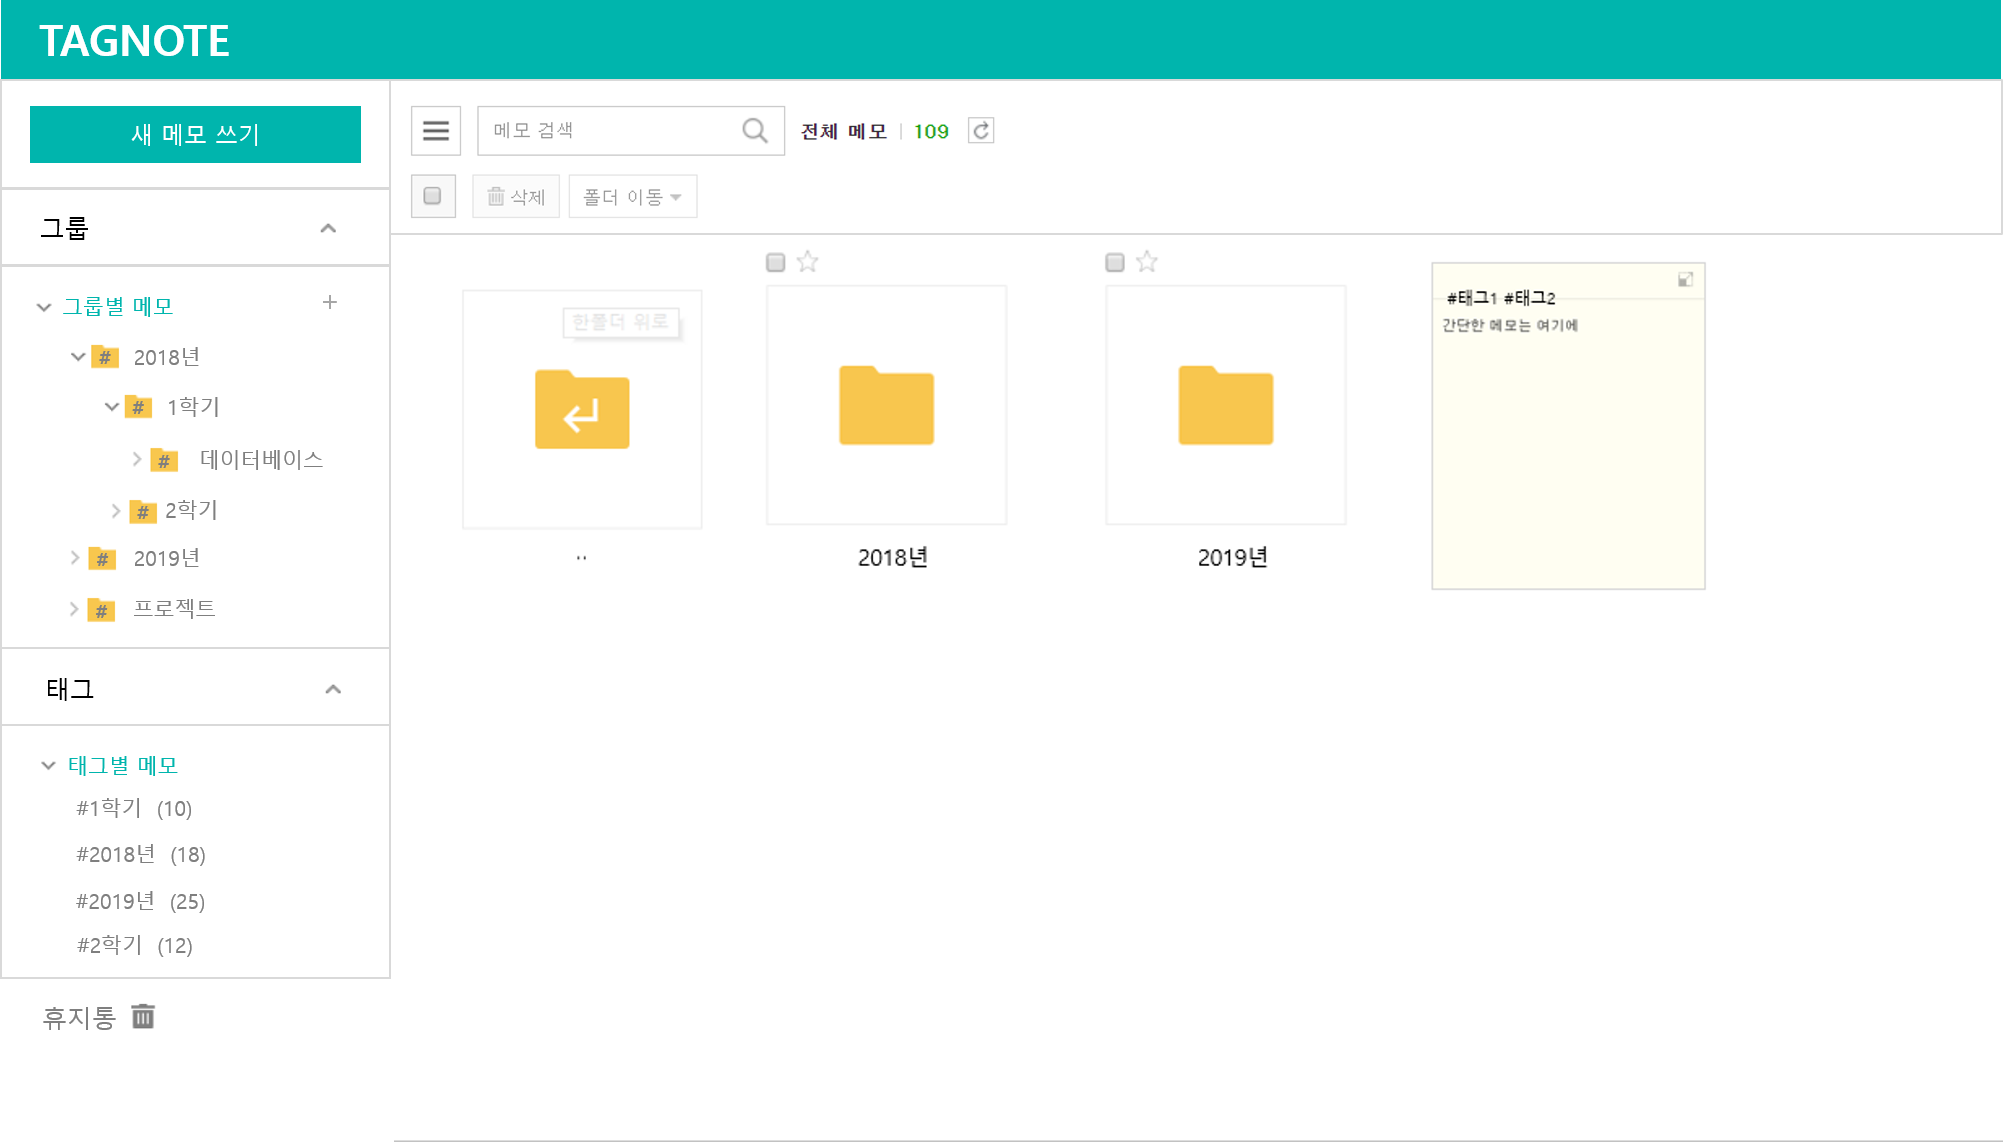 TAGNOTE
새 메모 쓰기
그룹
그룹별 메모
# 2018년
# 1학기
# 데이터베이스
# 2학기
# 2019년
# 프로젝트
태그
태그별 메모
#1학기 (10)
#2018년 (18)
#2019년 (25)
#2학기 (12)
휴지통
메모 검색
전체 메모 | 109
삭제
폴더 이동
한폴더 위로
..
2018년
2019년
#태그1 #태그2
간단한 메모는 여기에